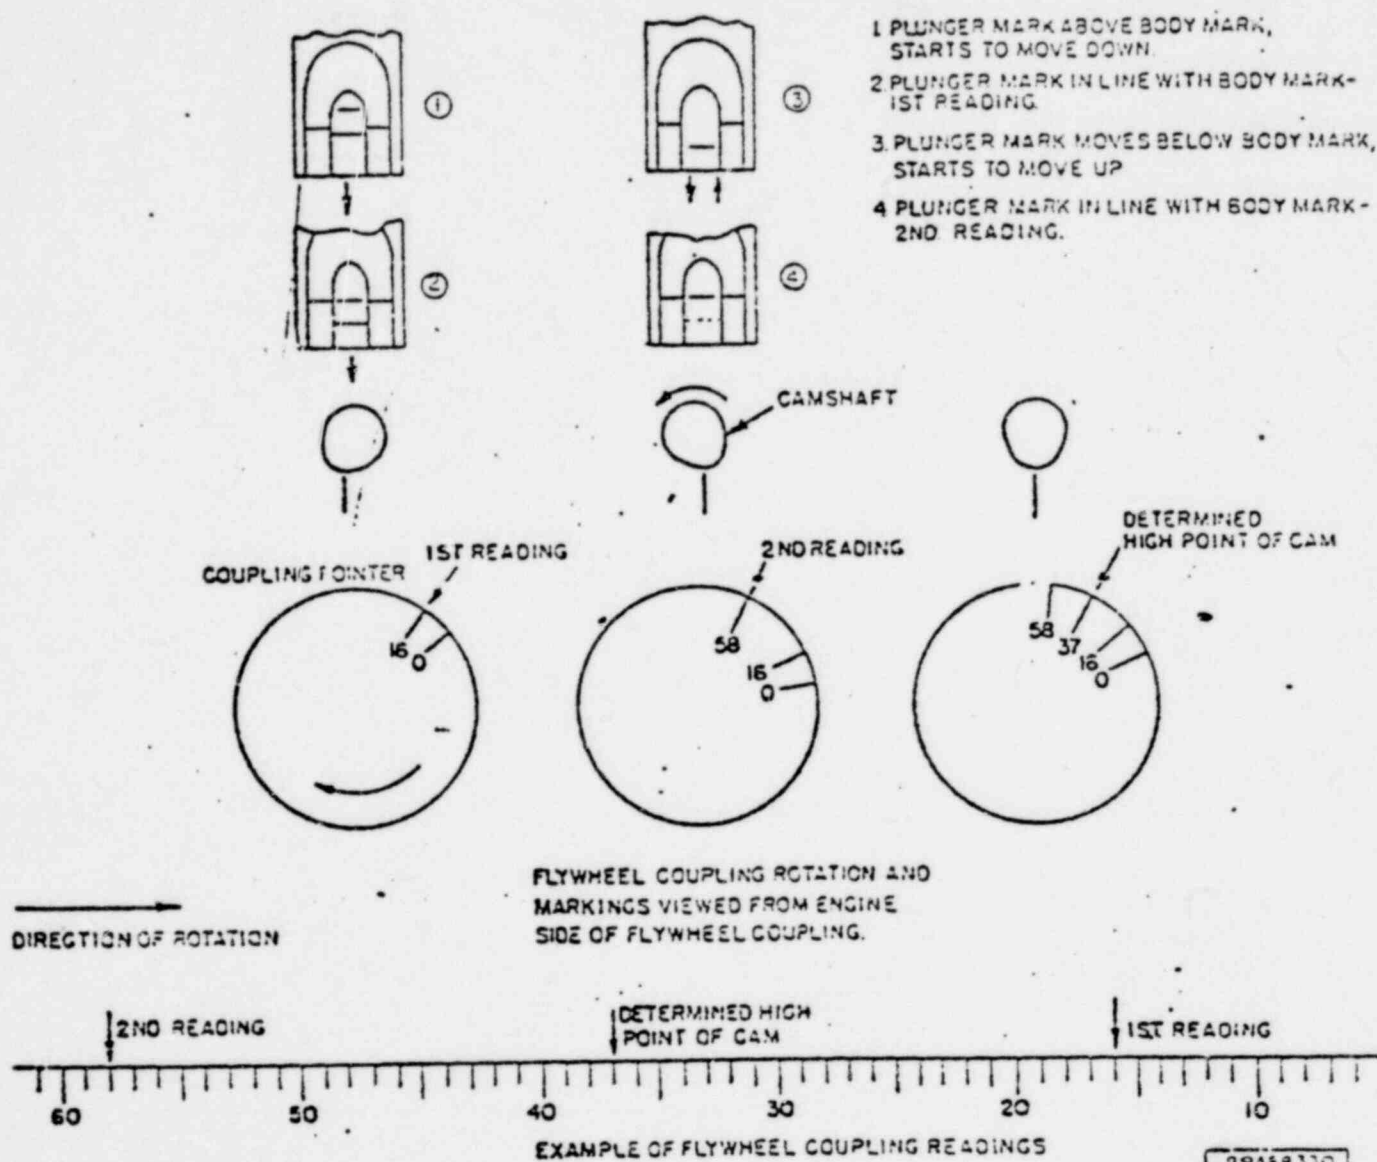 1 PLUNGER MARK ABOVE BODY MARK,
STARTS TO MOVE DOWN.
2 PLUNGER MARK IN LINE WITH BODY MARK-
1ST READING.
3. PLUNGER MARK MOVES BELOW BODY MARK,
STARTS TO MOVE UP
4 PLUNGER MARK IN LINE WITH BODY MARK-
2ND READING.
①
③
②
④
CAMSHAFT
COUPLING POINTER
1ST READING
2ND READING
DETERMINED
HIGH POINT OF CAM
16
0
58
16
0
58
37
16
0
FLYWHEEL COUPLING ROTATION AND
MARKINGS VIEWED FROM ENGINE
SIDE OF FLYWHEEL COUPLING.
DIRECTION OF ROTATION
2ND READING
DETERMINED HIGH
POINT OF CAM
1ST READING
60 50 40 30 20 10
EXAMPLE OF FLYWHEEL COUPLING READINGS